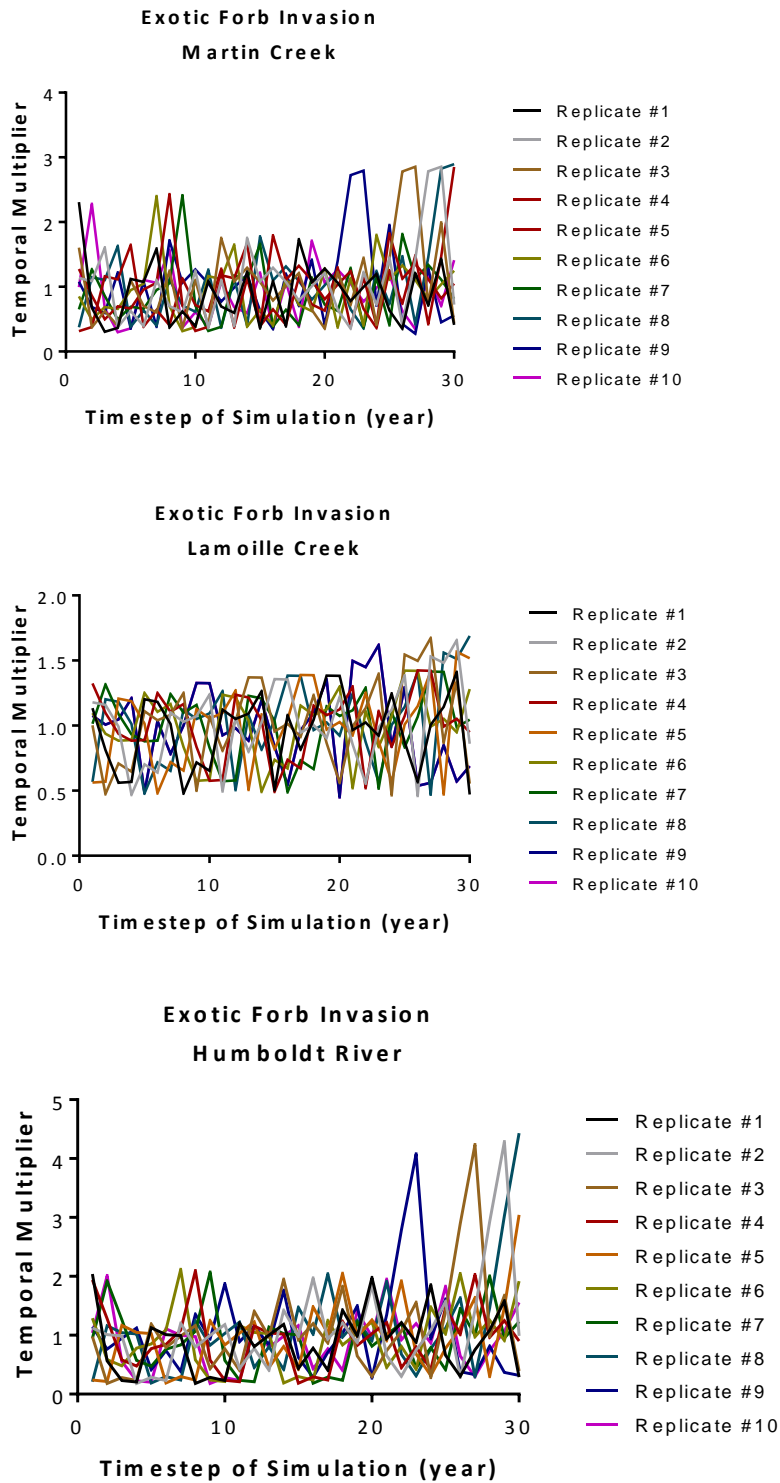 Exotic Forb Invasion
Martin Creek
Temporal Multiplier
4
3
2
1
0
0 10 20 30
Timestep of Simulation (year)
Replicate #1
Replicate #2
Replicate #3
Replicate #4
Replicate #5
Replicate #6
Replicate #7
Replicate #8
Replicate #9
Replicate #10
Exotic Forb Invasion
Lamoille Creek
Temporal Multiplier
2.0
1.5
1.0
0.5
0.0
0 10 20 30
Timestep of Simulation (year)
Replicate #1
Replicate #2
Replicate #3
Replicate #4
Replicate #5
Replicate #6
Replicate #7
Replicate #8
Replicate #9
Replicate #10
Exotic Forb Invasion
Humboldt River
Temporal Multiplier
5
4
3
2
1
0
0 10 20 30
Timestep of Simulation (year)
Replicate #1
Replicate #2
Replicate #3
Replicate #4
Replicate #5
Replicate #6
Replicate #7
Replicate #8
Replicate #9
Replicate #10